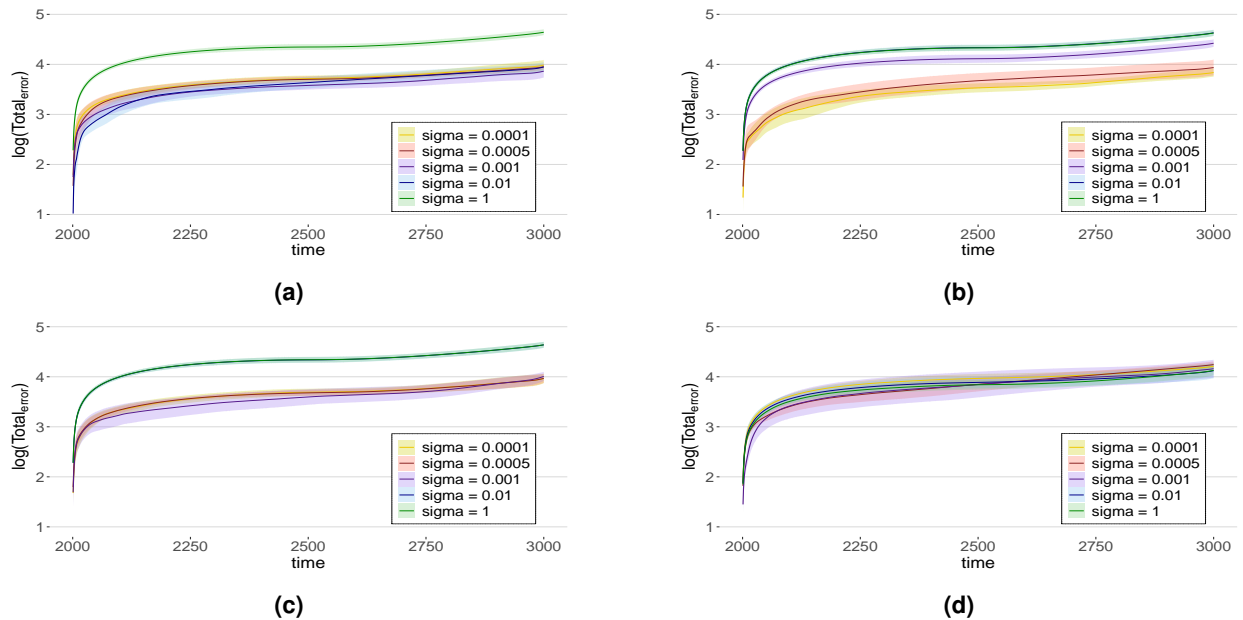 5
4
3
2
1
log(Total_error)
sigma = 0.0001
sigma = 0.0005
sigma = 0.001
sigma = 0.01
sigma = 1
2000 2250 2500 2750 3000
time
(a)
5
4
3
2
1
log(Total_error)
sigma = 0.0001
sigma = 0.0005
sigma = 0.001
sigma = 0.01
sigma = 1
2000 2250 2500 2750 3000
time
(b)
5
4
3
2
1
log(Total_error)
sigma = 0.0001
sigma = 0.0005
sigma = 0.001
sigma = 0.01
sigma = 1
2000 2250 2500 2750 3000
time
(c)
5
4
3
2
1
log(Total_error)
sigma = 0.0001
sigma = 0.0005
sigma = 0.001
sigma = 0.01
sigma = 1
2000 2250 2500 2750 3000
time
(d)